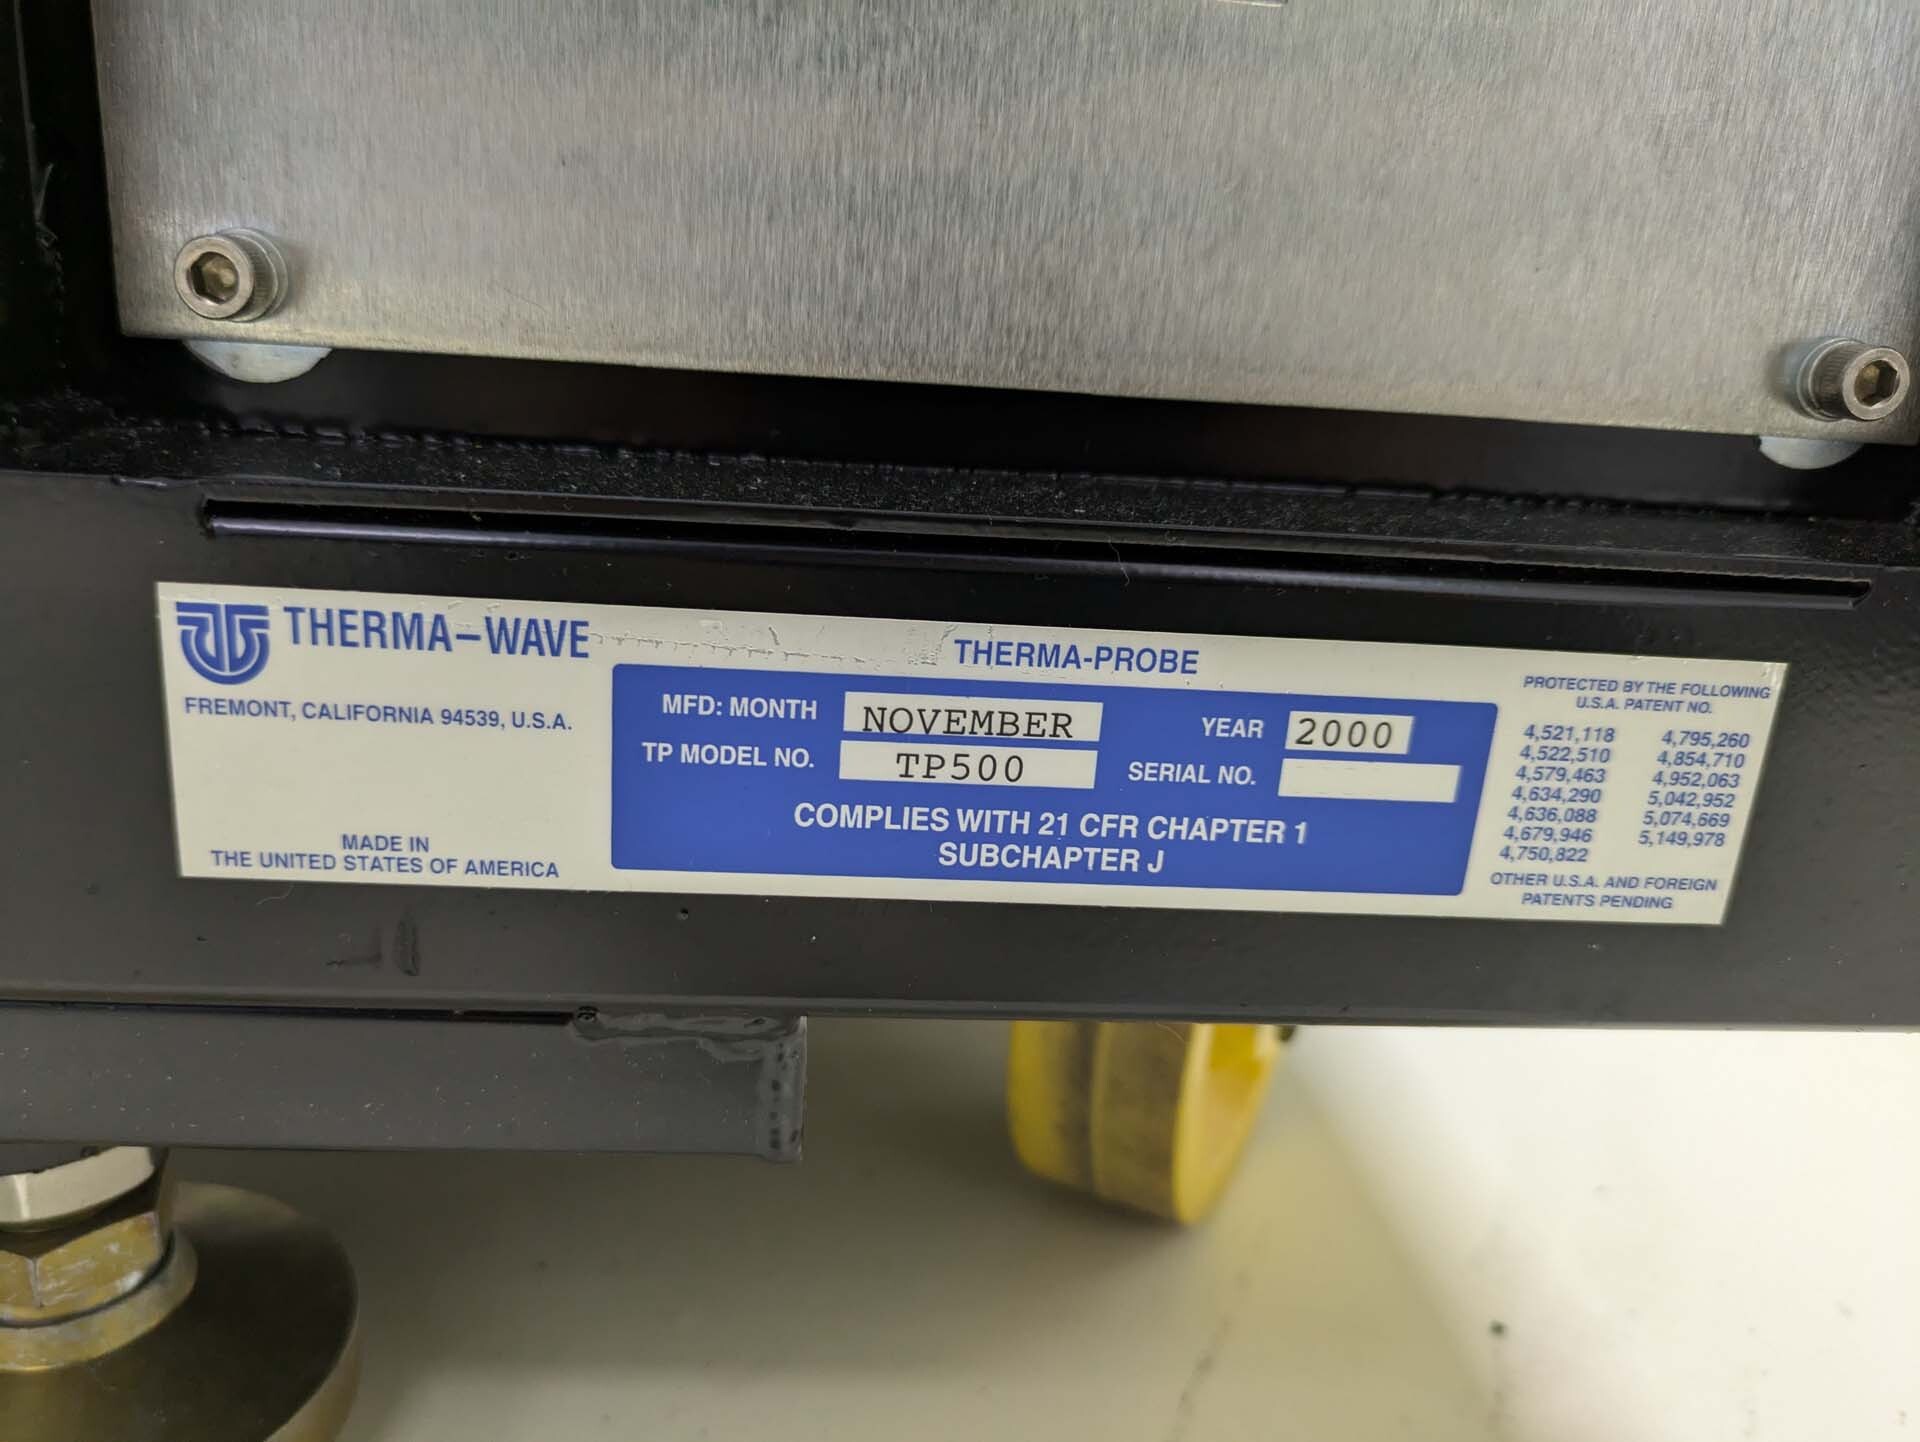 THERMA-WAVE
FREMONT, CALIFORNIA 94539, U.S.A.
MADE IN
THE UNITED STATES OF AMERICA
THERMA-PROBE
MFD: MONTH NOVEMBER YEAR 2000
TP MODEL NO. TP500 SERIAL NO.
COMPLIES WITH 21 CFR CHAPTER 1
SUBCHAPTER J
PROTECTED BY THE FOLLOWING
U.S.A. PATENT NO.
4,521,118 4,795,260
4,522,510 4,854,710
4,579,463 4,952,063
4,634,290 5,042,952
4,636,088 5,074,669
4,679,946 5,149,978
4,750,822
OTHER U.S.A. AND FOREIGN
PATENTS PENDING